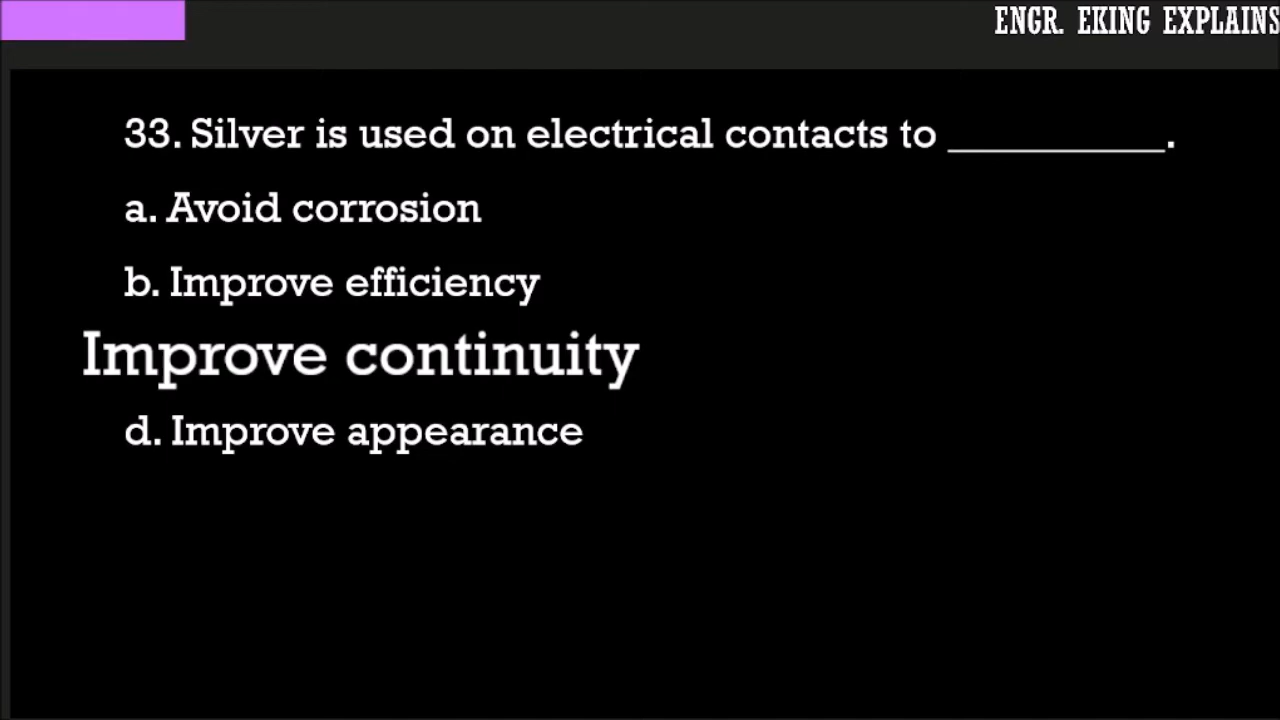 ENGR. EKING EXPLAINS
33. Silver is used on electrical contacts to __________.
a. Avoid corrosion
b. Improve efficiency
Improve continuity
d. Improve appearance